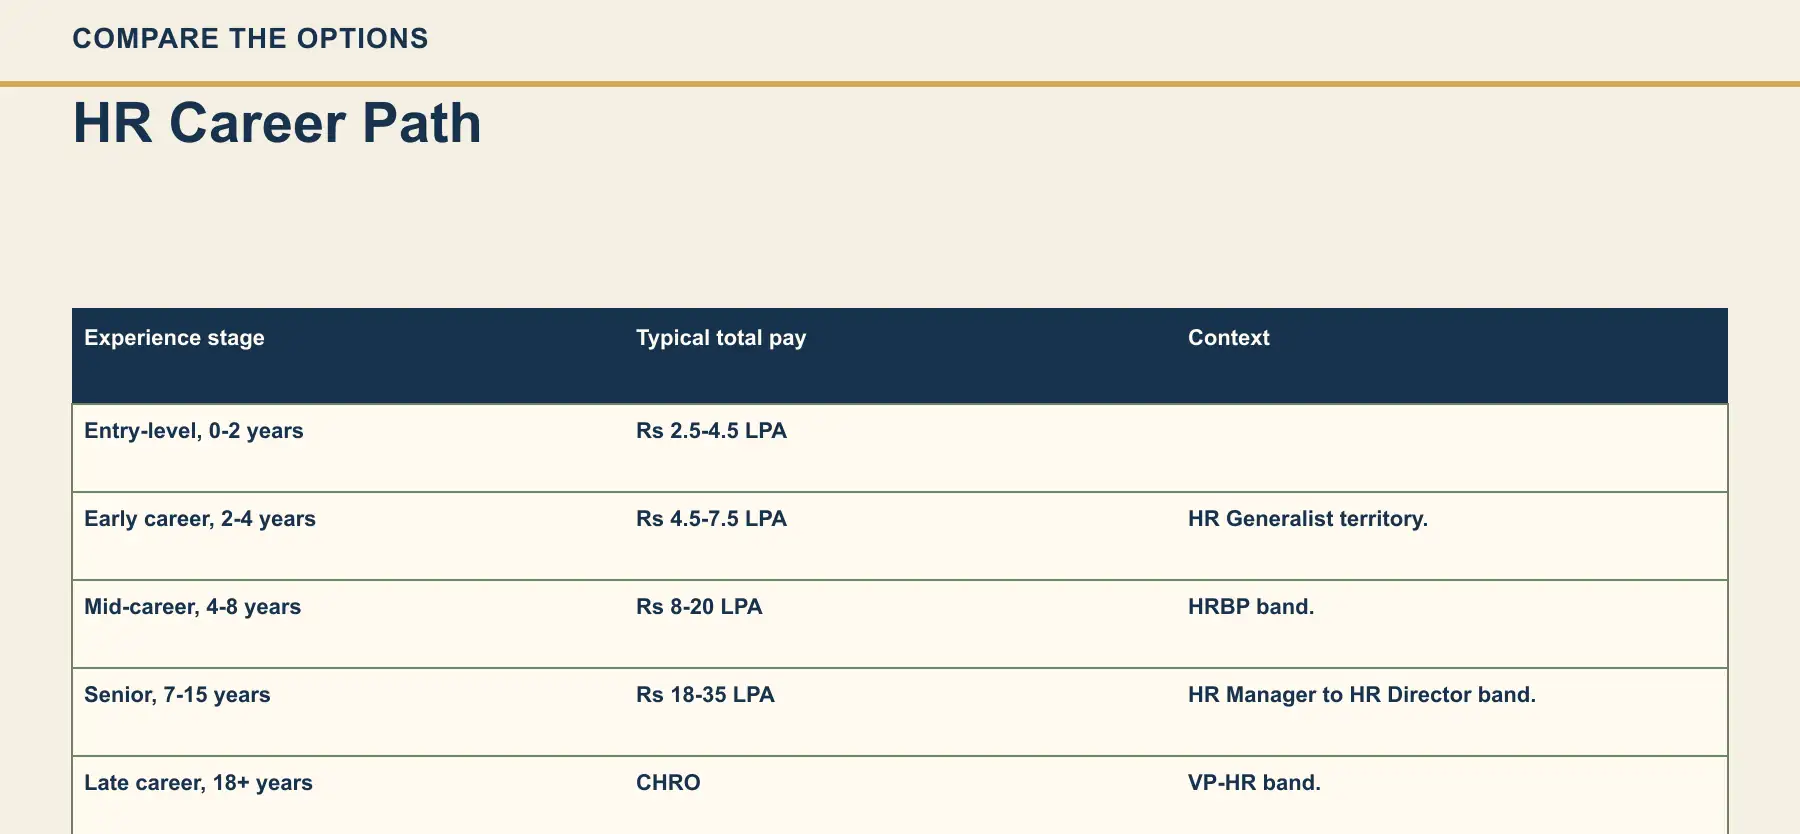 COMPARE THE OPTIONS
HR Career Path
Experience stage Typical total pay Context
Entry-level, 0-2 years Rs 2.5-4.5 LPA
Early career, 2-4 years Rs 4.5-7.5 LPA HR Generalist territory.
Mid-career, 4-8 years Rs 8-20 LPA HRBP band.
Senior, 7-15 years Rs 18-35 LPA HR Manager to HR Director band.
Late career, 18+ years CHRO VP-HR band.